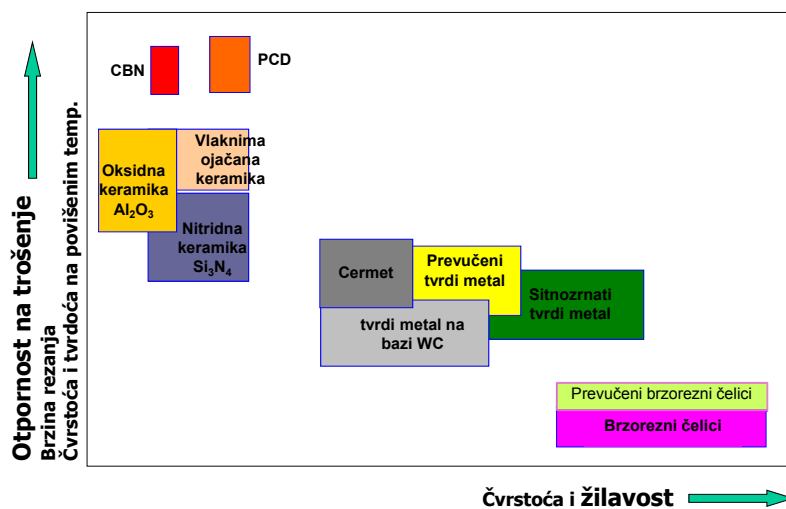 CBN
PCD
Oksidna
keramika
Al₂O₃
Vlaknima
ojačana
keramika
Nitridna
keramika
Si₃N₄
Cermet
Prevučeni
tvrdi metal
Sitnozrnati
tvrdi metal
tvrdi metal na
bazi WC
Prevučeni brzorezni čelici
Brzorezni čelici
Otpornost na trošenje
Brzina rezanja
Čvrstoća i tvrdoća na povišenim temp.
Čvrstoća i žilavost